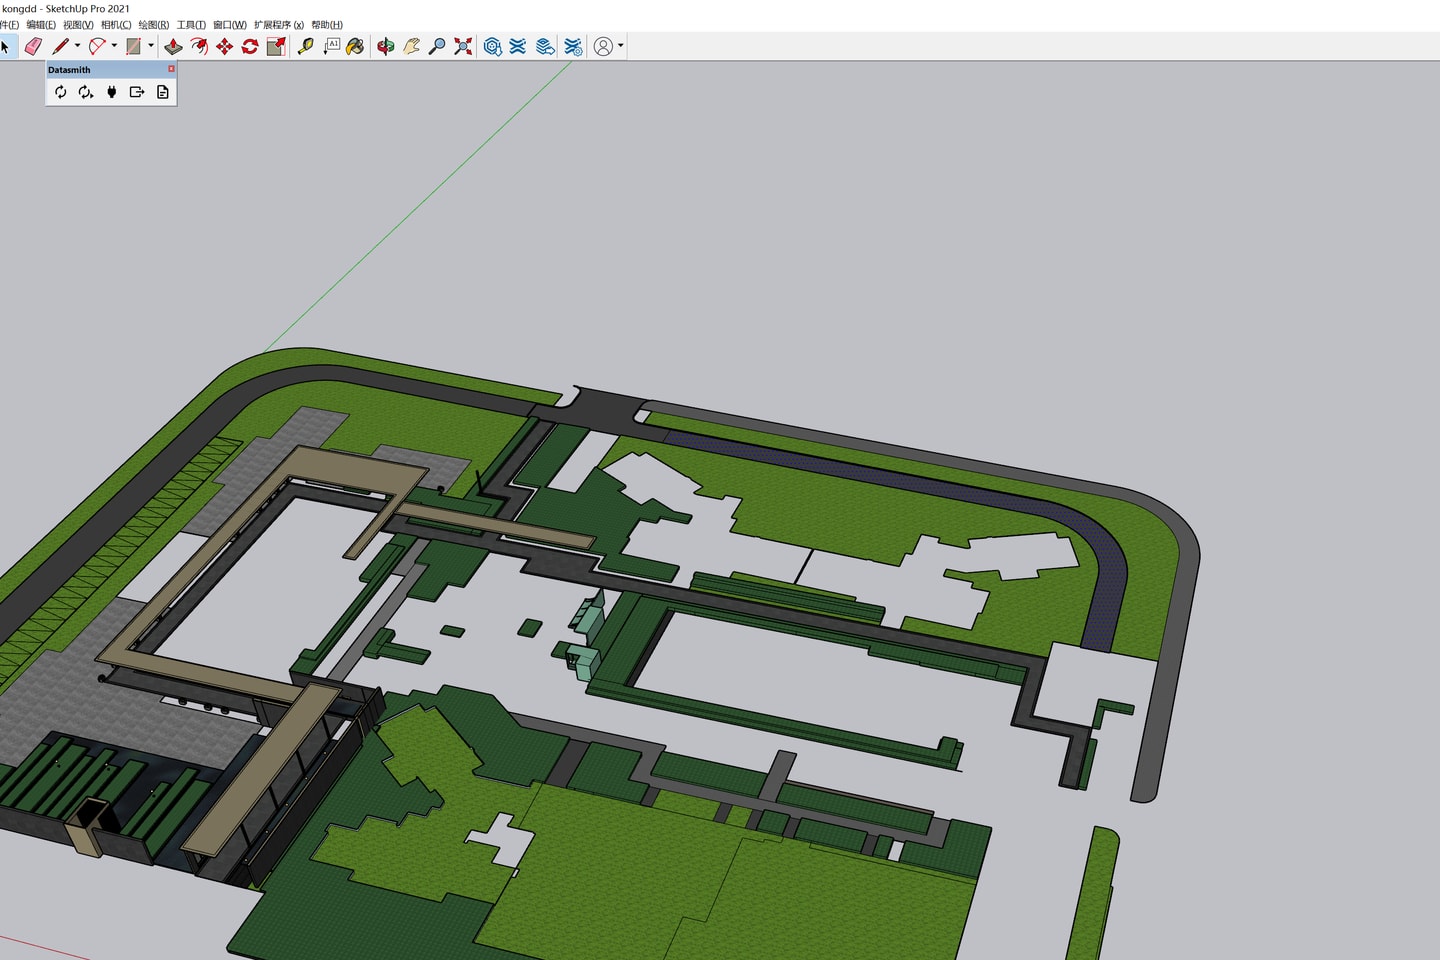 kongdd - SketchUp Pro 2021
件(F) 编辑(E) 视图(V) 相机(C) 绘图(R) 工具(T) 窗口(W) 扩展程序 (x) 帮助(H)
A1
Datasmith